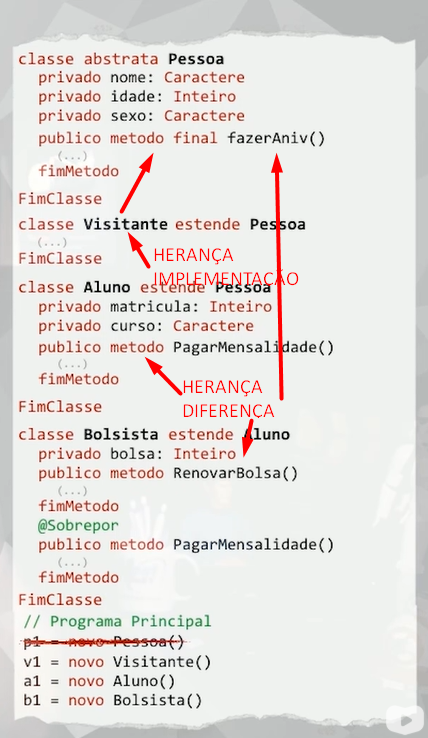 classe abstrata Pessoa
privado nome: Caractere
privado idade: Inteiro
privado sexo: Caractere
publico metodo final fazerAniv()
(...)
fimMetodo
FimClasse
classe Visitante estende Pessoa
(...)
FimClasse
HERANÇA
IMPLEMENTAÇÃO
classe Aluno estende Pessoa
privado matricula: Inteiro
privado curso: Caractere
publico metodo PagarMensalidade()
(...)
fimMetodo
HERANÇA
DIFERENÇA
FimClasse
classe Bolsista estende Aluno
privado bolsa: Inteiro
publico metodo RenovarBolsa()
(...)
fimMetodo
@Sobrepor
publico metodo PagarMensalidade()
(...)
fimMetodo
FimClasse
// Programa Principal
p1 = novo Pessoa()
v1 = novo Visitante()
a1 = novo Aluno()
b1 = novo Bolsista()